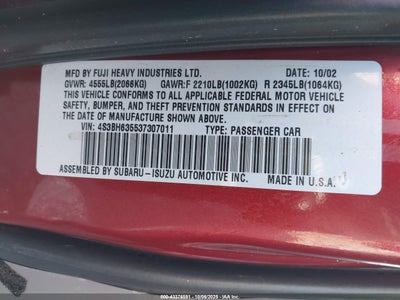 MFD BY FUJI HEAVY INDUSTRIES LTD. DATE: 10/02
GVWR: 4555LB(2066KG) GAWR:F 2210LB(1002KG) R 2345LB(1064KG)
THIS VEHICLE CONFORMS TO ALL APPLICABLE FEDERAL MOTOR VEHICLE
SAFETY, BUMPER, AND THEFT PREVENTION STANDARDS IN EFFECT ON
THE DATE OF MANUFACTURE SHOWN ABOVE.
VIN: 4S3BH635537307011 TYPE: PASSENGER CAR
ASSEMBLED BY SUBARU-ISUZU AUTOMOTIVE INC. MADE IN U.S.A.